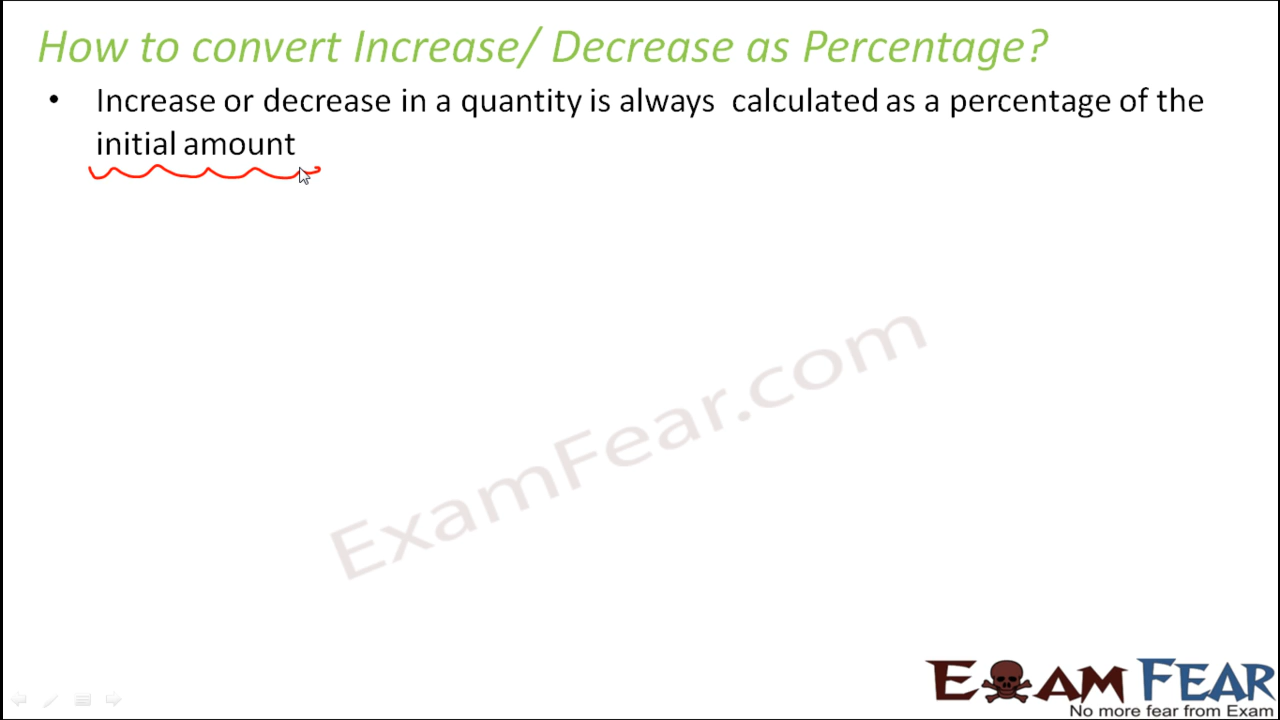 How to convert Increase/ Decrease as Percentage?
• Increase or decrease in a quantity is always calculated as a percentage of the
initial amount
ExamFear.com
EXAM FEAR
No more fear from Exam